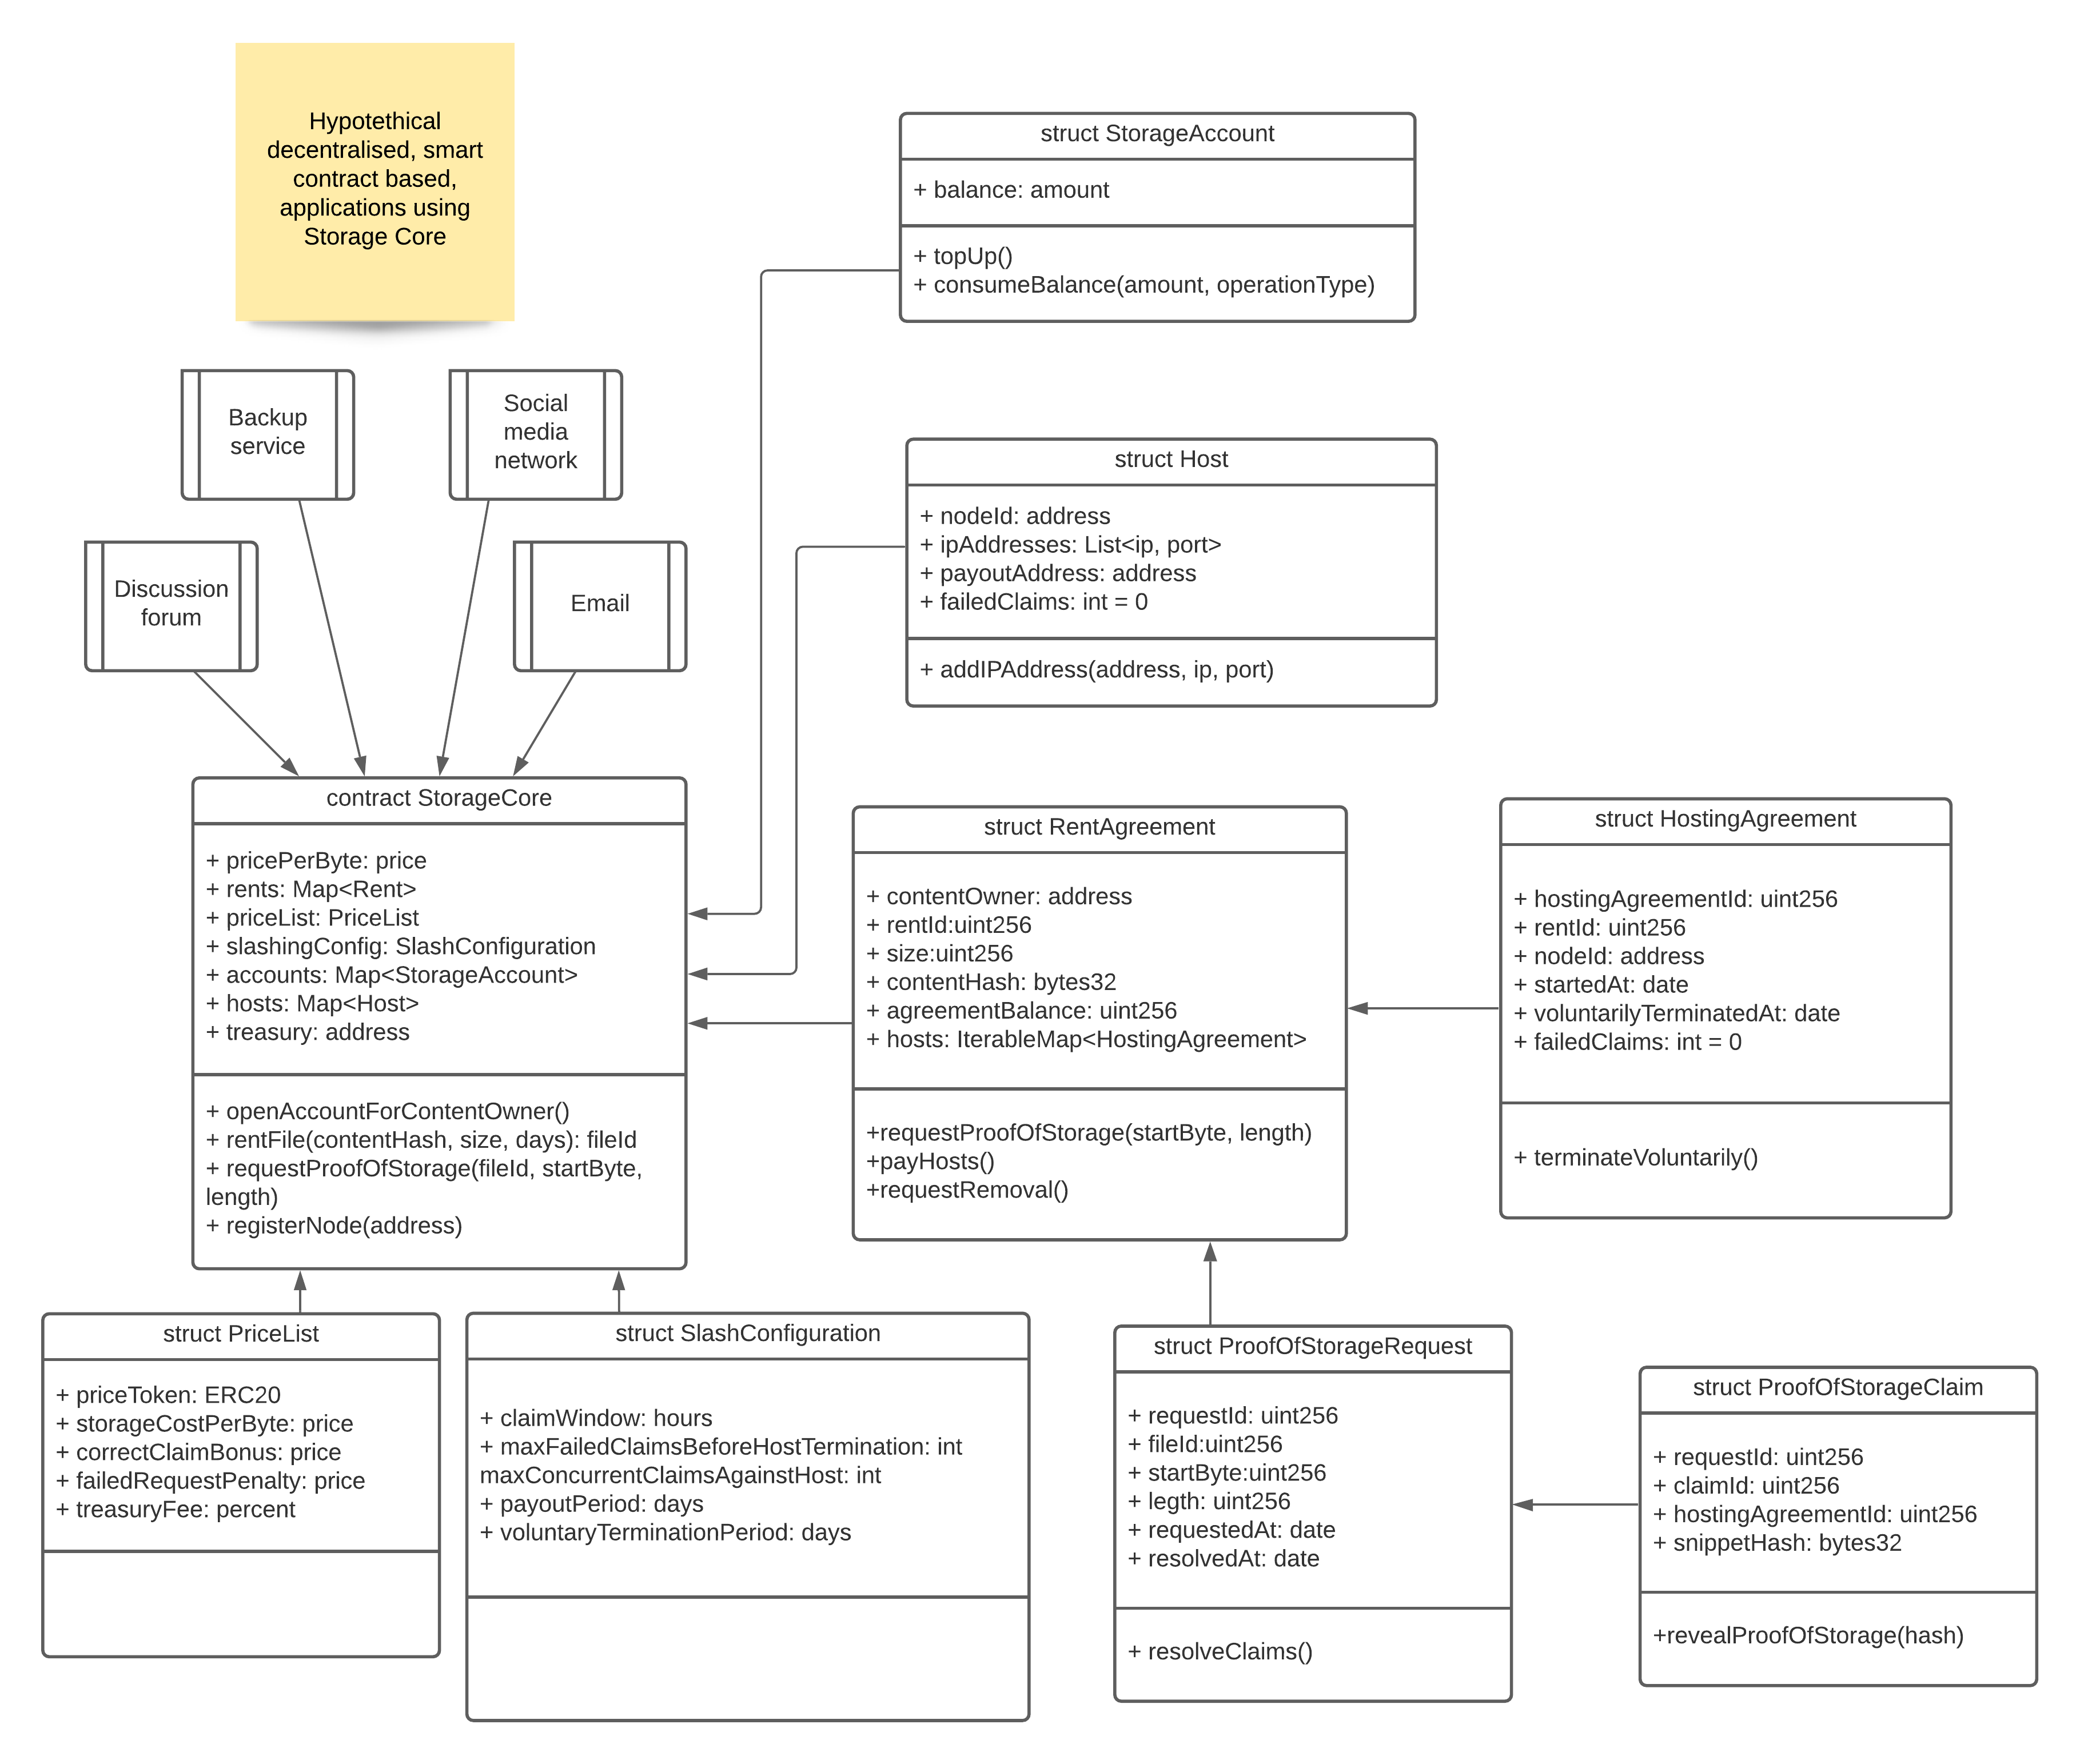 Hypotethical
decentralised, smart
contract based,
applications using
Storage Core
Backup
service
Social
media
network
Discussion
forum
Email
struct StorageAccount
+ balance: amount
+ topUp()
+ consumeBalance(amount, operationType)
struct Host
+ nodeId: address
+ ipAddresses: List<ip, port>
+ payoutAddress: address
+ failedClaims: int = 0
+ addIPAddress(address, ip, port)
contract StorageCore
+ pricePerByte: price
+ rents: Map<Rent>
+ priceList: PriceList
+ slashingConfig: SlashConfiguration
+ accounts: Map<StorageAccount>
+ hosts: Map<Host>
+ treasury: address
+ openAccountForContentOwner()
+ rentFile(contentHash, size, days): fileId
+ requestProofOfStorage(fileId, startByte,
length)
+ registerNode(address)
struct RentAgreement
+ contentOwner: address
+ rentId:uint256
+ size:uint256
+ contentHash: bytes32
+ agreementBalance: uint256
+ hosts: IterableMap<HostingAgreement>
+requestProofOfStorage(startByte, length)
+payHosts()
+requestRemoval()
struct HostingAgreement
+ hostingAgreementId: uint256
+ rentId: uint256
+ nodeId: address
+ startedAt: date
+ voluntarilyTerminatedAt: date
+ failedClaims: int = 0
+ terminateVoluntarily()
struct PriceList
+ priceToken: ERC20
+ storageCostPerByte: price
+ correctClaimBonus: price
+ failedRequestPenalty: price
+ treasuryFee: percent
struct SlashConfiguration
+ claimWindow: hours
+ maxFailedClaimsBeforeHostTermination: int
maxConcurrentClaimsAgainstHost: int
+ payoutPeriod: days
+ voluntaryTerminationPeriod: days
struct ProofOfStorageRequest
+ requestId: uint256
+ fileId:uint256
+ startByte:uint256
+ legth: uint256
+ requestedAt: date
+ resolvedAt: date
+ resolveClaims()
struct ProofOfStorageClaim
+ requestId: uint256
+ claimId: uint256
+ hostingAgreementId: uint256
+ snippetHash: bytes32
+revealProofOfStorage(hash)